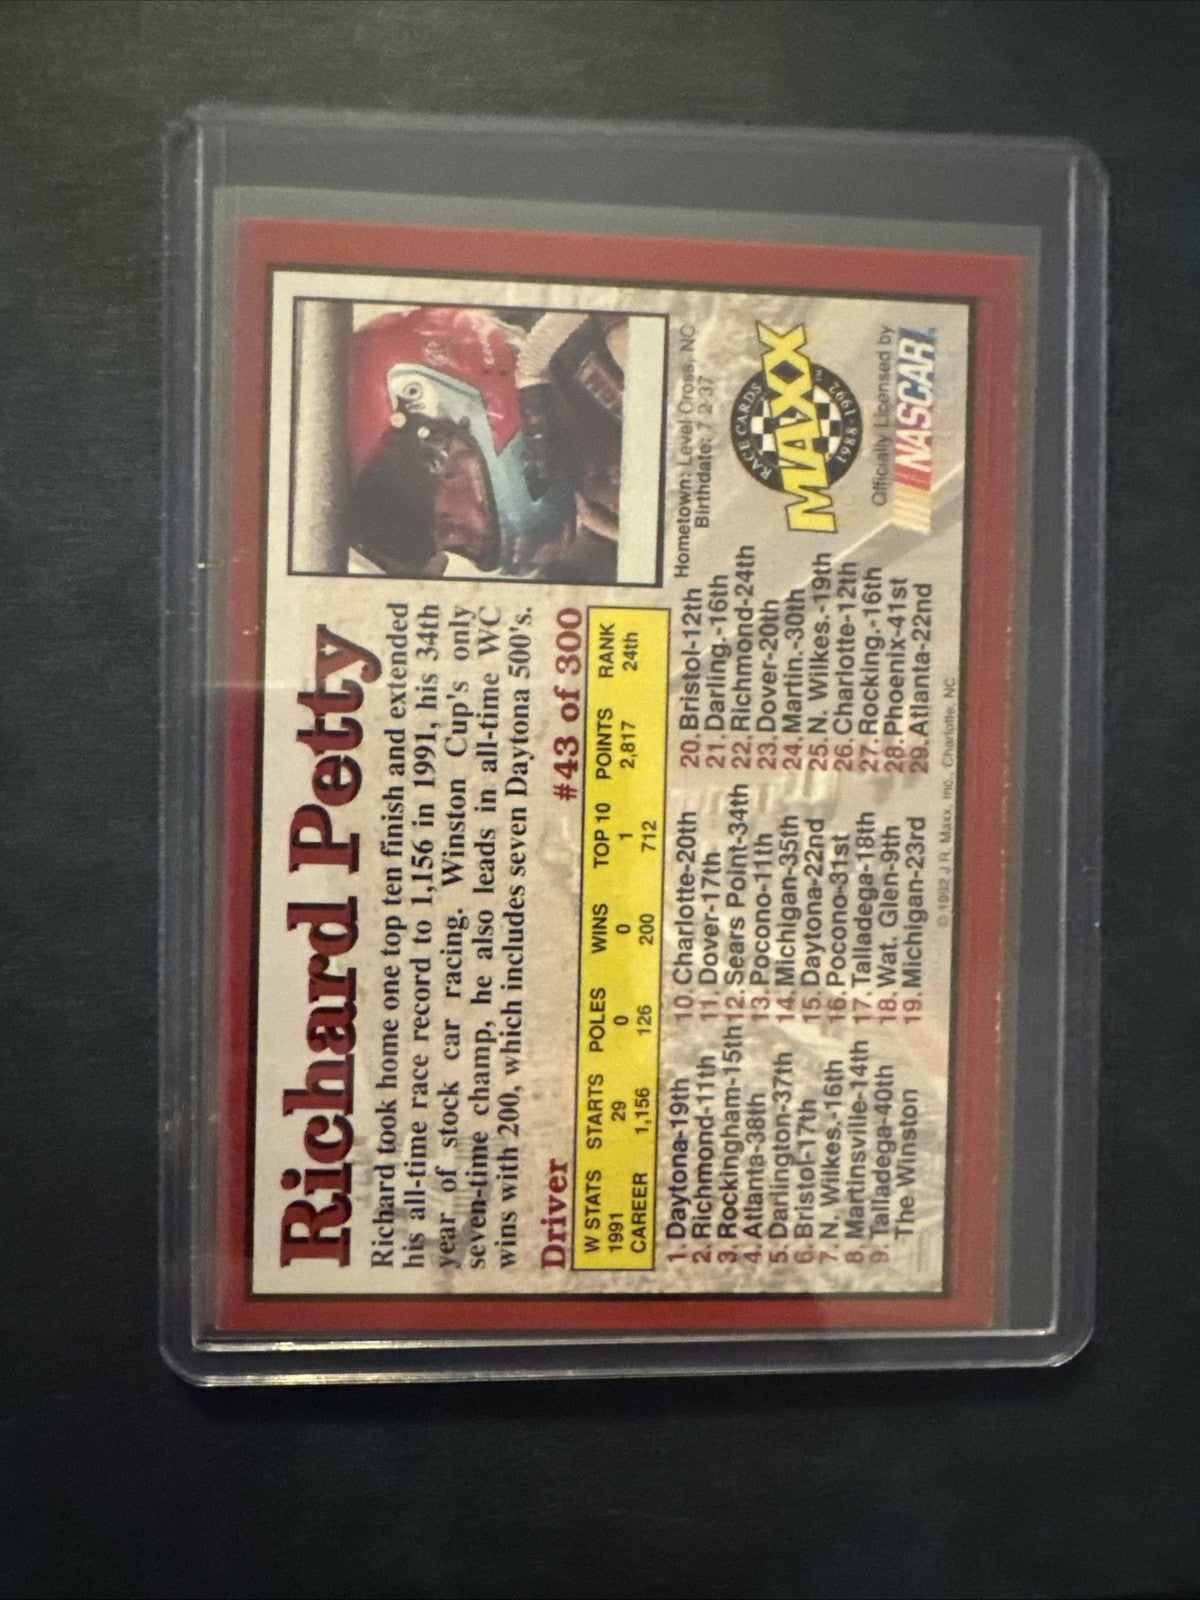 Richard Petty
Richard took home one top ten finish and extended
his all-time race record to 1,156 in 1991, his 34th
year of stock car racing. Winston Cup's only
seven-time champ, he also leads in all-time WC
wins with 200, which includes seven Daytona 500's.
Driver #43 of 300
W STATS STARTS POLES WINS TOP 10 POINTS RANK
1991 29 0 0 1 2,817 24th
CAREER 1,156 126 200 712
1. Daytona-19th
2. Richmond-11th
3. Rockingham-15th
4. Atlanta-38th
5. Darlington-37th
6. Bristol-17th
7. N. Wilkes.-16th
8. Martinsville-14th
9. Talladega-40th
The Winston
10. Charlotte-20th
11. Dover-17th
12. Sears Point-34th
13. Pocono-11th
14. Michigan-35th
15. Daytona-22nd
16. Pocono-31st
17. Talladega-18th
18. Wat. Glen-9th
19. Michigan-23rd
20. Bristol-12th
21. Darling.-16th
22. Richmond-24th
23. Dover-20th
24. Martin.-30th
25. N. Wilkes.-19th
26. Charlotte-12th
27. Rocking.-16th
28. Phoenix-41st
29. Atlanta-22nd
Hometown: Level Cross, NC
Birthdate: 7-2-37
RACE CARDS
MAXX
1988-1992
Officially Licensed by
NASCAR
© 1992 J.R. Maxx, Inc., Charlotte, NC